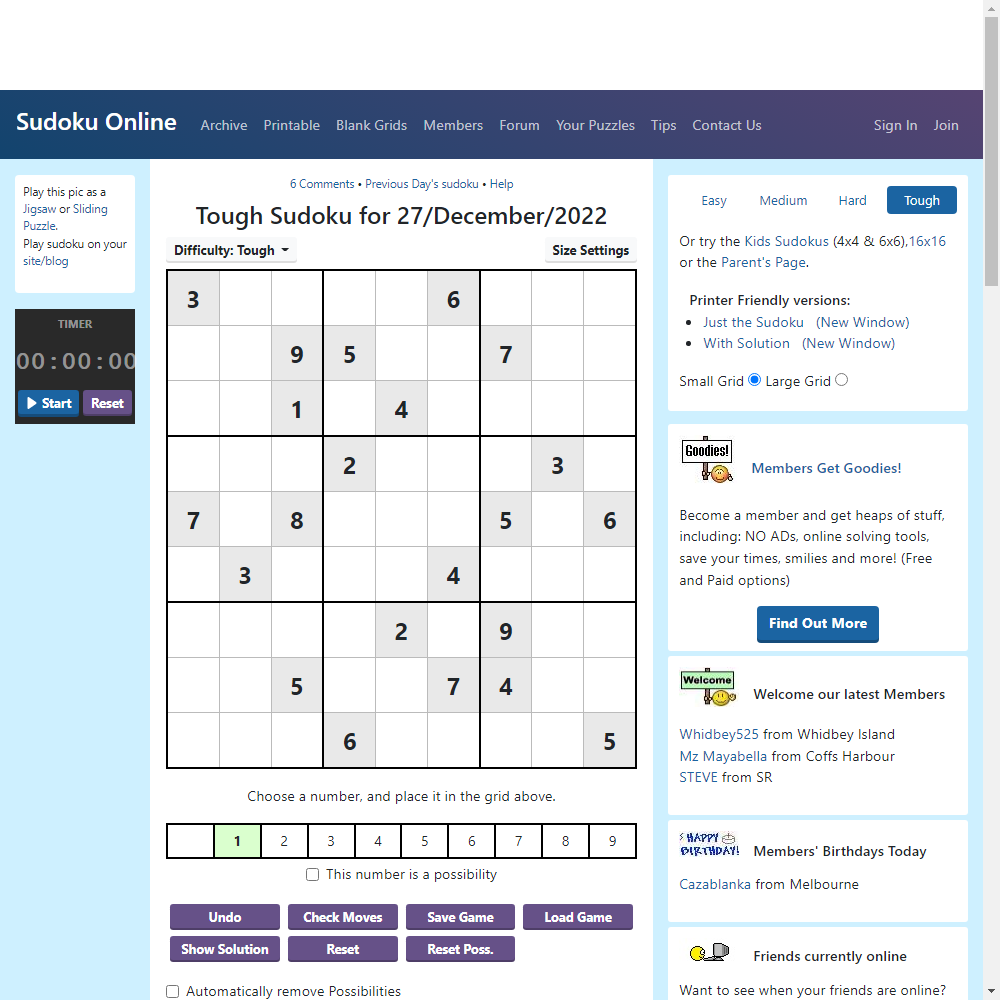 Sudoku Online Archive Printable Blank Grids Members Forum Your Puzzles Tips Contact Us Sign In Join
Play this pic as a
Jigsaw or Sliding
Puzzle.
Play sudoku on your
site/blog
TIMER
00:00:00
Start Reset
6 Comments • Previous Day's sudoku • Help
Tough Sudoku for 27/December/2022
Difficulty: Tough Size Settings
3 6
9 5 7
1 4
2 3
7 8 5 6
3 4
2 9
5 7 4
6 5
Choose a number, and place it in the grid above.
1 2 3 4 5 6 7 8 9
This number is a possibility
Undo Check Moves Save Game Load Game
Show Solution Reset Reset Poss.
Automatically remove Possibilities
Easy Medium Hard Tough
Or try the Kids Sudokus (4x4 & 6x6),16x16
or the Parent's Page.
Printer Friendly versions:
• Just the Sudoku (New Window)
• With Solution (New Window)
Small Grid Large Grid
Goodies!
Members Get Goodies!
Become a member and get heaps of stuff,
including: NO ADs, online solving tools,
save your times, smilies and more! (Free
and Paid options)
Find Out More
Welcome
Welcome our latest Members
Whidbey525 from Whidbey Island
Mz Mayabella from Coffs Harbour
STEVE from SR
HAPPY
BIRTHDAY!
Members' Birthdays Today
Cazablanka from Melbourne
Friends currently online
Want to see when your friends are online?